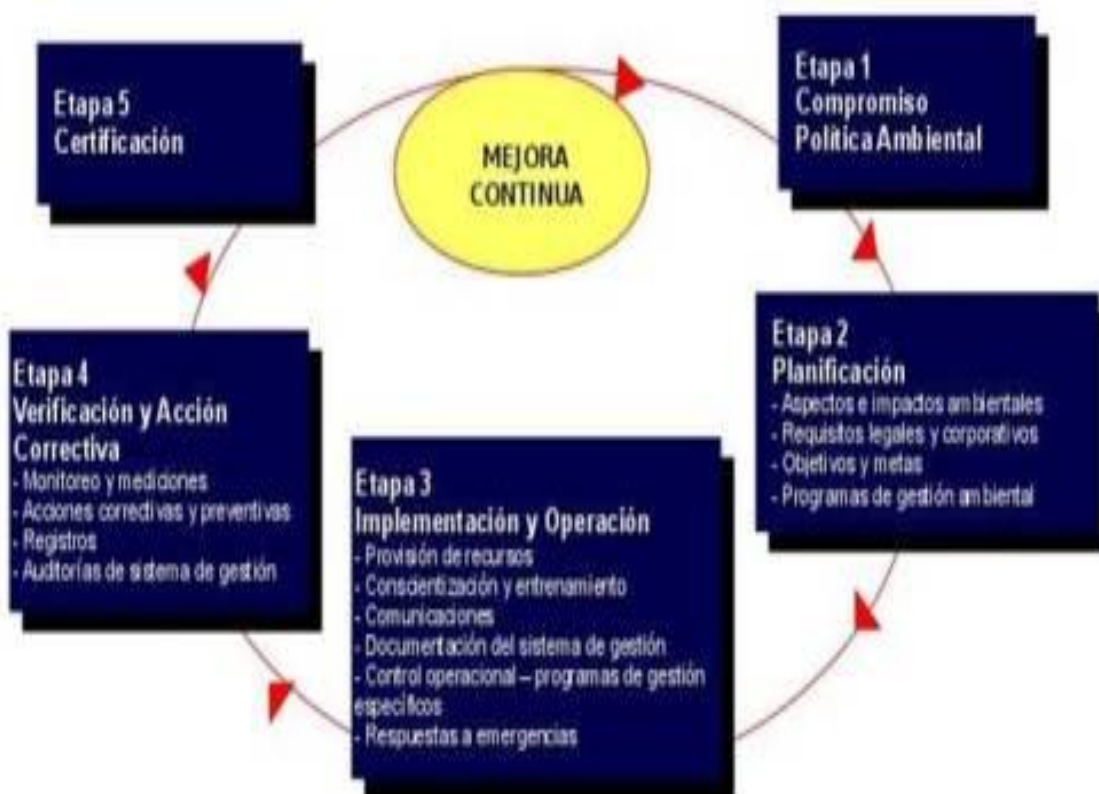 Etapa 5
Certificación
MEJORA
CONTINUA
Etapa 1
Compromiso
Política Ambiental
Etapa 2
Planificación
- Aspectos e impactos ambientales
- Requisitos legales y corporativos
- Objetivos y metas
- Programas de gestión ambiental
Etapa 3
Implementación y Operación
- Provisión de recursos
- Conscientización y entrenamiento
- Comunicaciones
- Documentación del sistema de gestión
- Control operacional – programas de gestión
específicos
- Respuestas a emergencias
Etapa 4
Verificación y Acción
Correctiva
- Monitoreo y mediciones
- Acciones correctivas y preventivas
- Registros
- Auditorías de sistema de gestión